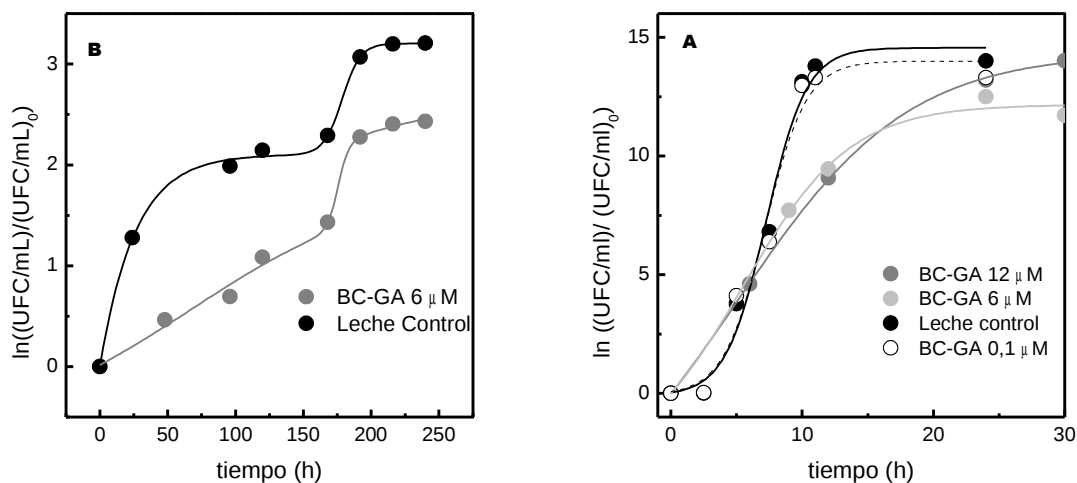 B
3
2
1
0
ln((UFC/mL)/(UFC/mL)0)
BC-GA 6 μM
Leche Control
0 50 100 150 200 250
tiempo (h)
A
15
10
5
0
ln ((UFC/ml)/ (UFC/ml)0)
BC-GA 12 μM
BC-GA 6 μM
Leche control
BC-GA 0,1 μM
0 10 20 30
tiempo (h)